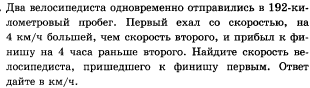 . Два велосипедиста одновременно отправились в 192-ки-
лометровый пробег. Первый ехал со скоростью, на
4 км/ч большей, чем скорость второго, и прибыл к фи-
нишу на 4 часа раньше второго. Найдите скорость ве-
лосипедиста, пришедшего к финишу первым. Ответ
дайте в км/ч.